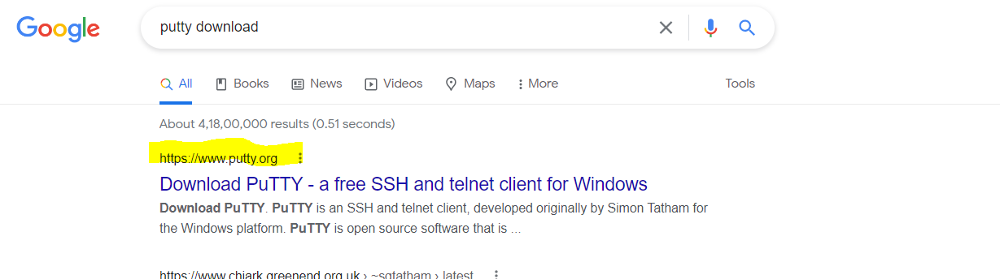 Google
putty download
All Books News Videos Maps More Tools
About 4,18,00,000 results (0.51 seconds)
https://www.putty.org
Download PuTTY - a free SSH and telnet client for Windows
Download PuTTY. PuTTY is an SSH and telnet client, developed originally by Simon Tatham for
the Windows platform. PuTTY is open source software that is ...
https://www.chiark.greenend.org.uk › ~sgtatham › latest